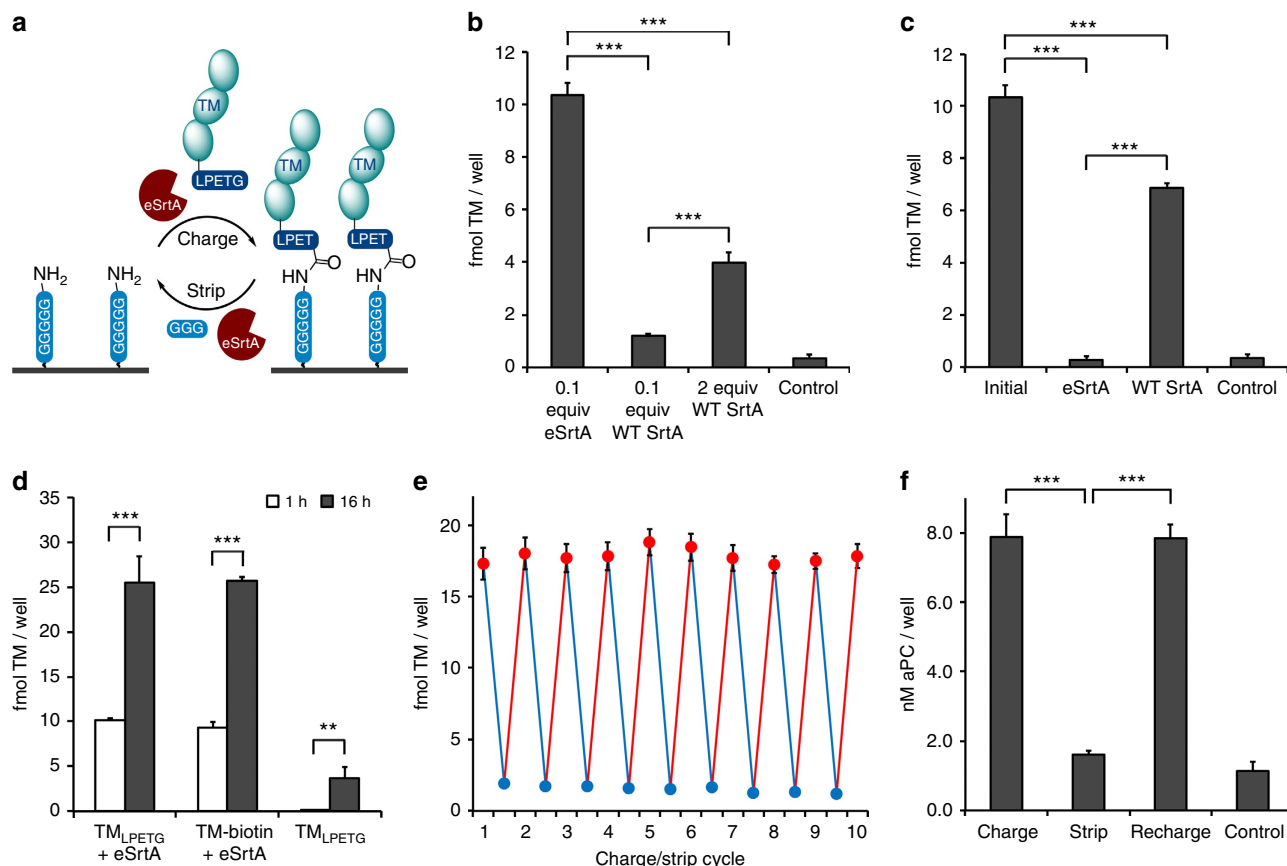 a
TM
LPETG
eSrtA
Charge
Strip
NH2
NH2
GGGGG
GGGGG
GGG
eSrtA
TM
TM
LPET
LPET
HN
O
HN
O
GGGGG
GGGGG
b
***
***
***
fmol TM / well
12
10
8
6
4
2
0
0.1 equiv eSrtA
0.1 equiv WT SrtA
2 equiv WT SrtA
Control
c
***
***
***
fmol TM / well
12
10
8
6
4
2
0
Initial
eSrtA
WT SrtA
Control
d
1 h
16 h
***
***
**
fmol TM / well
35
30
25
20
15
10
5
0
TMLPETG + eSrtA
TM-biotin + eSrtA
TMLPETG
e
fmol TM / well
20
15
10
5
0
1 2 3 4 5 6 7 8 9 10
Charge/strip cycle
f
***
***
nM aPC / well
8.0
6.0
4.0
2.0
0.0
Charge
Strip
Recharge
Control